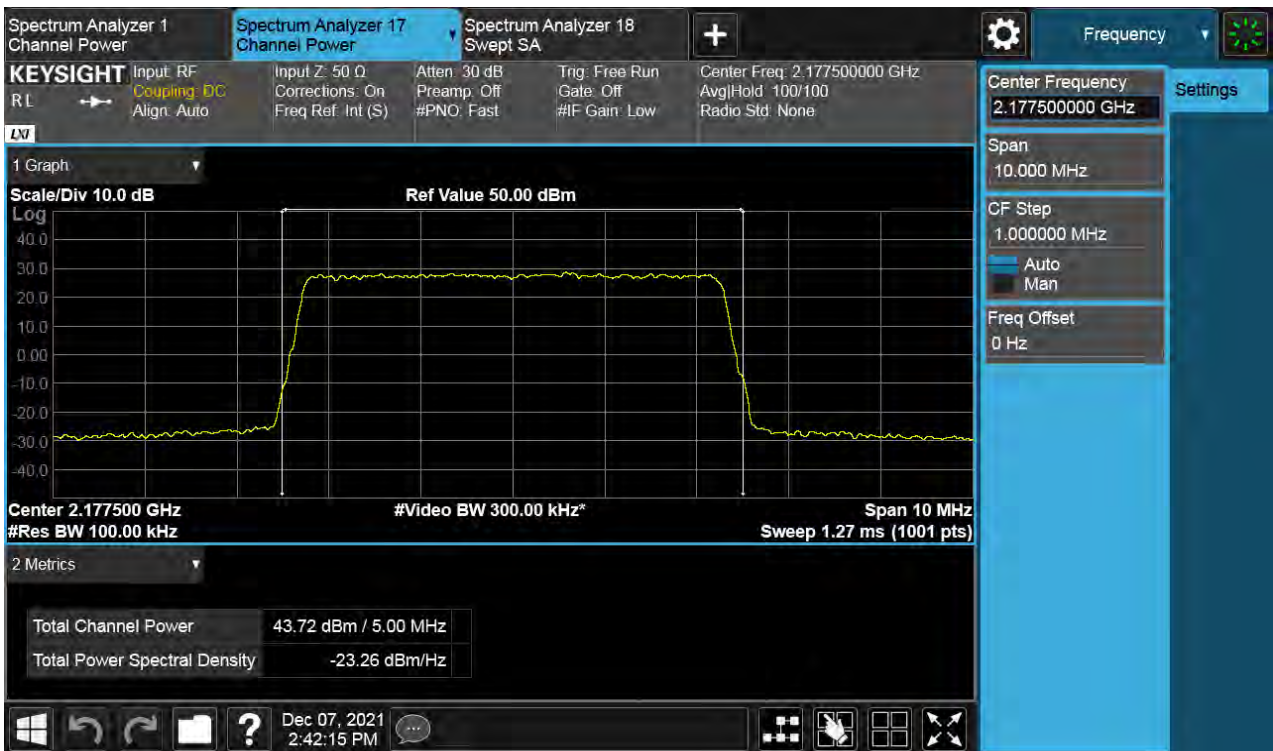 Spectrum Analyzer 1
Channel Power
Spectrum Analyzer 17
Channel Power
Spectrum Analyzer 18
Swept SA
+
Frequency
KEYSIGHT
RL
LXI
Input: RF
Coupling: DC
Align: Auto
Input Z: 50 Ω
Corrections: On
Freq Ref: Int (S)
Atten: 30 dB
Preamp: Off
#PNO: Fast
Trig: Free Run
Gate: Off
#IF Gain: Low
Center Freq: 2.177500000 GHz
Avg|Hold: 100/100
Radio Std: None
Center Frequency
2.177500000 GHz
Settings
Span
10.000 MHz
CF Step
1.000000 MHz
Auto
Man
Freq Offset
0 Hz
1 Graph
Scale/Div 10.0 dB
Ref Value 50.00 dBm
Log
40.0
30.0
20.0
10.0
0.00
-10.0
-20.0
-30.0
-40.0
Center 2.177500 GHz
#Video BW 300.00 kHz*
Span 10 MHz
#Res BW 100.00 kHz
Sweep 1.27 ms (1001 pts)
2 Metrics
Total Channel Power 43.72 dBm / 5.00 MHz
Total Power Spectral Density -23.26 dBm/Hz
?
Dec 07, 2021
2:42:15 PM